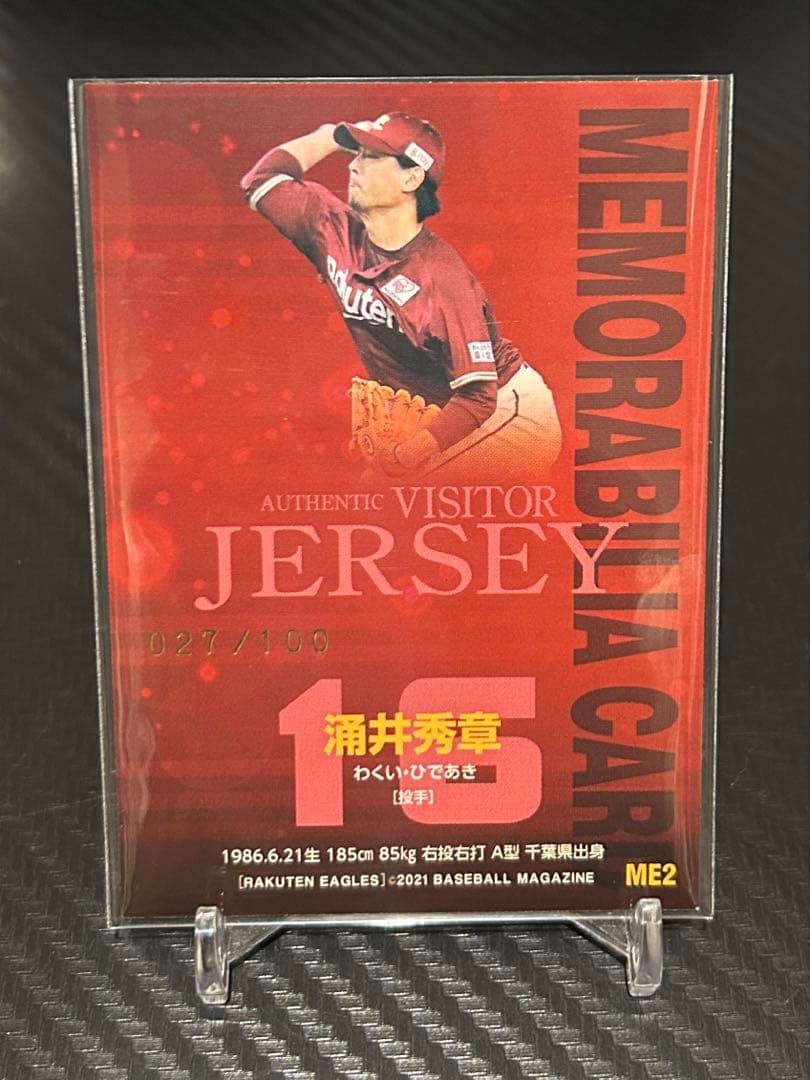 MEMORABILIA CARD
Rakuten
AUTHENTIC VISITOR
JERSEY
027/100
16
涌井秀章
わくい・ひであき
[投手]
1986.6.21生 185cm 85kg 右投右打 A型 千葉県出身
[RAKUTEN EAGLES] ©2021 BASEBALL MAGAZINE
ME2